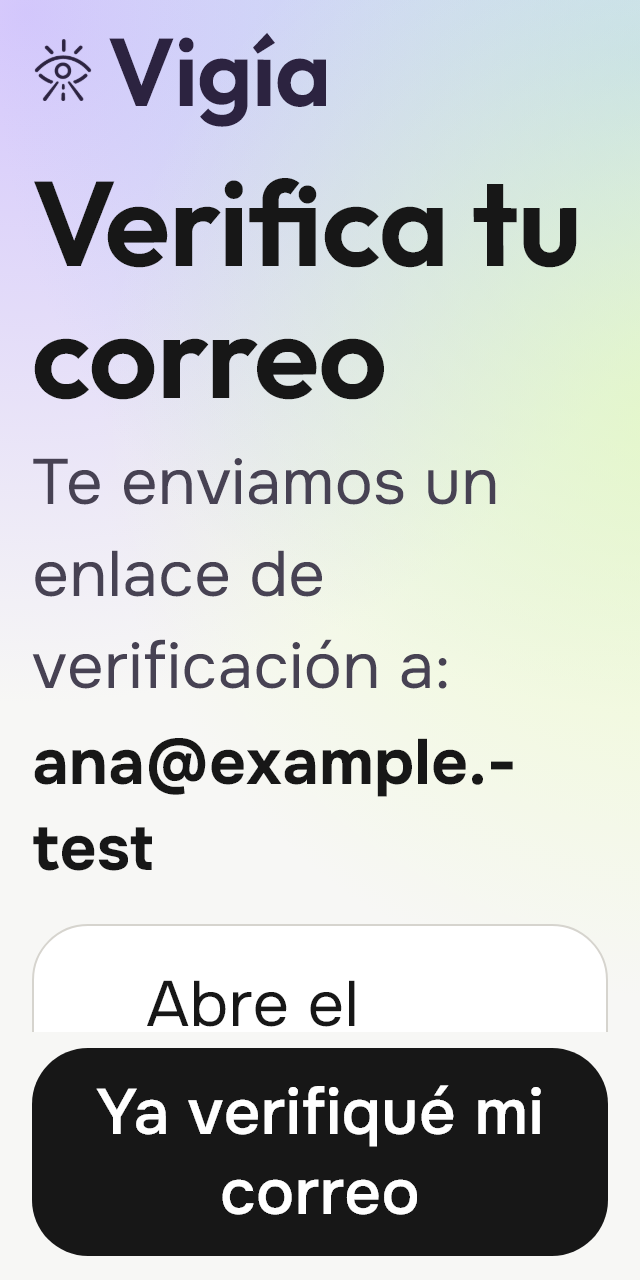 Vigía
Verifica tu
correo
Te enviamos un
enlace de
verificación a:
ana@example.-
test
Abre el
Ya verifiqué mi
correo